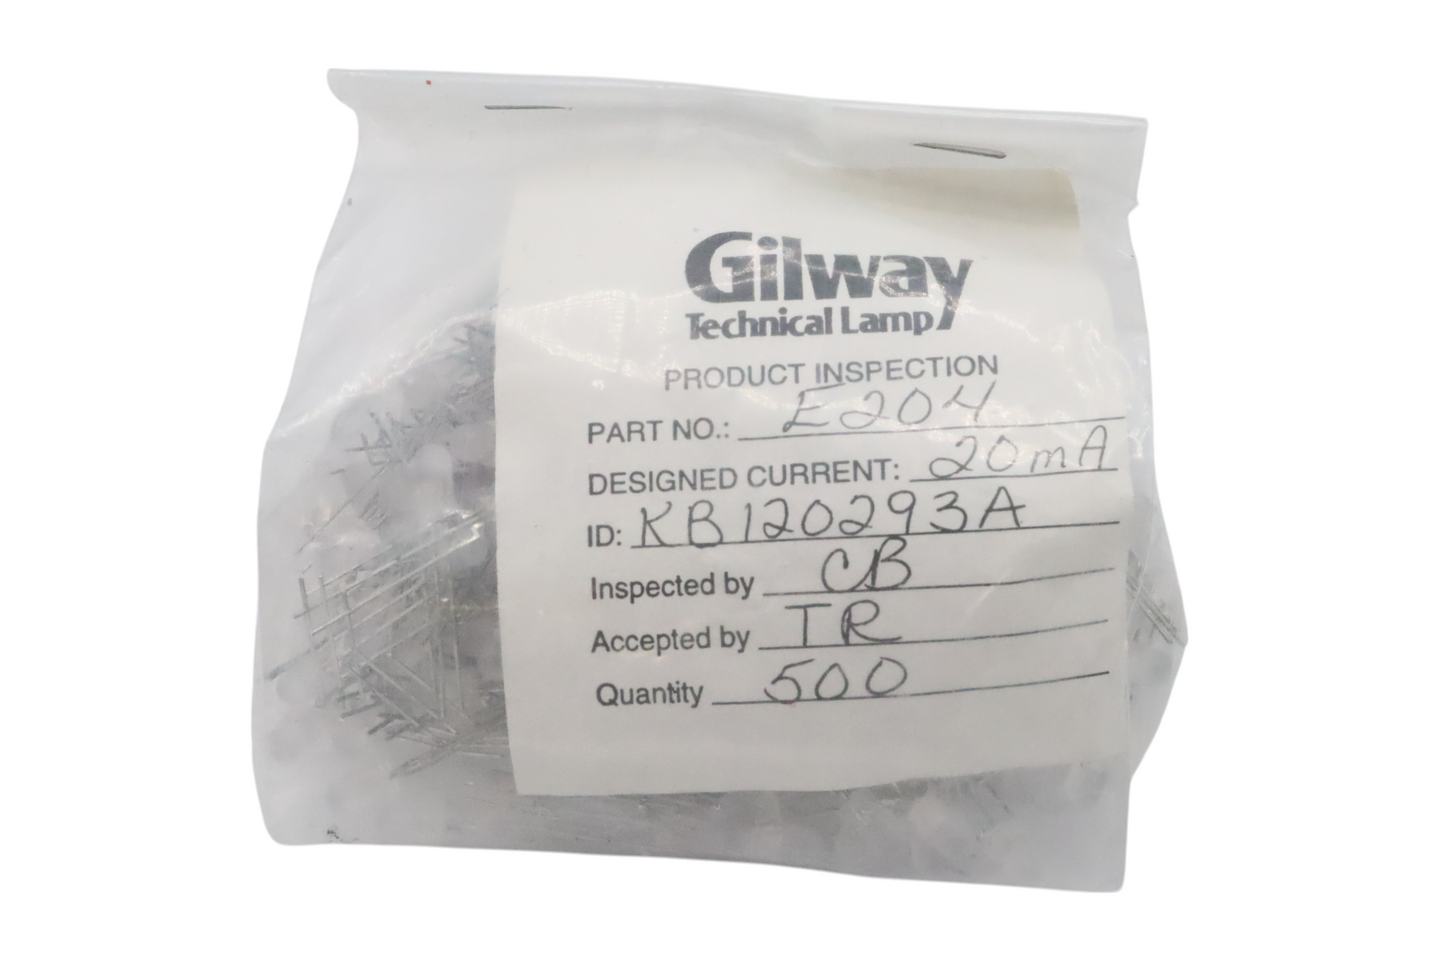 Gilway
Technical Lamp
PRODUCT INSPECTION
PART NO.: E204
DESIGNED CURRENT: 20mA
ID: KB120293A
Inspected by CB
Accepted by TR
Quantity 500